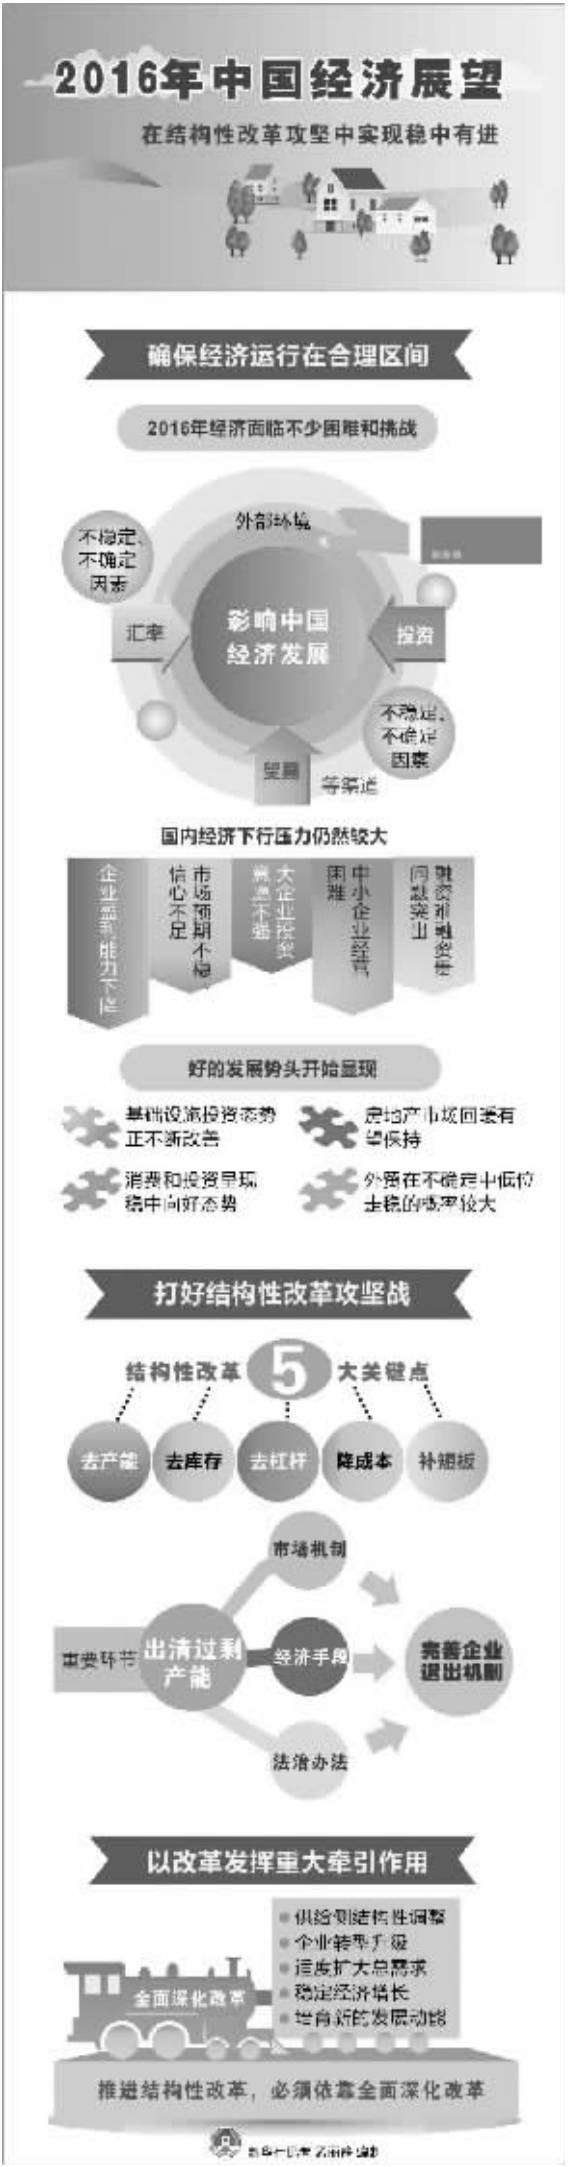 2016年中国经济展望
在结构性改革攻坚中实现稳中有进
确保经济运行在合理区间
2016年经济面临不少困难和挑战
外部环境
不稳定、
不确定
因素
影响中国
经济发展
汇率
投资
不稳定、
不确定
因素
贸易
等渠道
国内经济下行压力仍然较大
企业盈利能力下降
市场预期不稳、
信心不足
大企业投资
意愿不强
中小企业经营
困难
融资难融资贵
问题突出
好的发展势头开始显现
基础设施投资态势
正不断改善
房地产市场回暖有
望保持
消费和投资呈现
稳中向好态势
外贸在不确定中低位
走稳的概率较大
打好结构性改革攻坚战
结构性改革 5 大关键点
去产能
去库存
去杠杆
降成本
补短板
市场机制
重要环节
出清过剩
产能
经济手段
完善企业
退出机制
法治办法
以改革发挥重大牵引作用
供给侧结构性调整
企业转型升级
适度扩大总需求
稳定经济增长
培育新的发展动能
全面深化改革
推进结构性改革，必须依靠全面深化改革